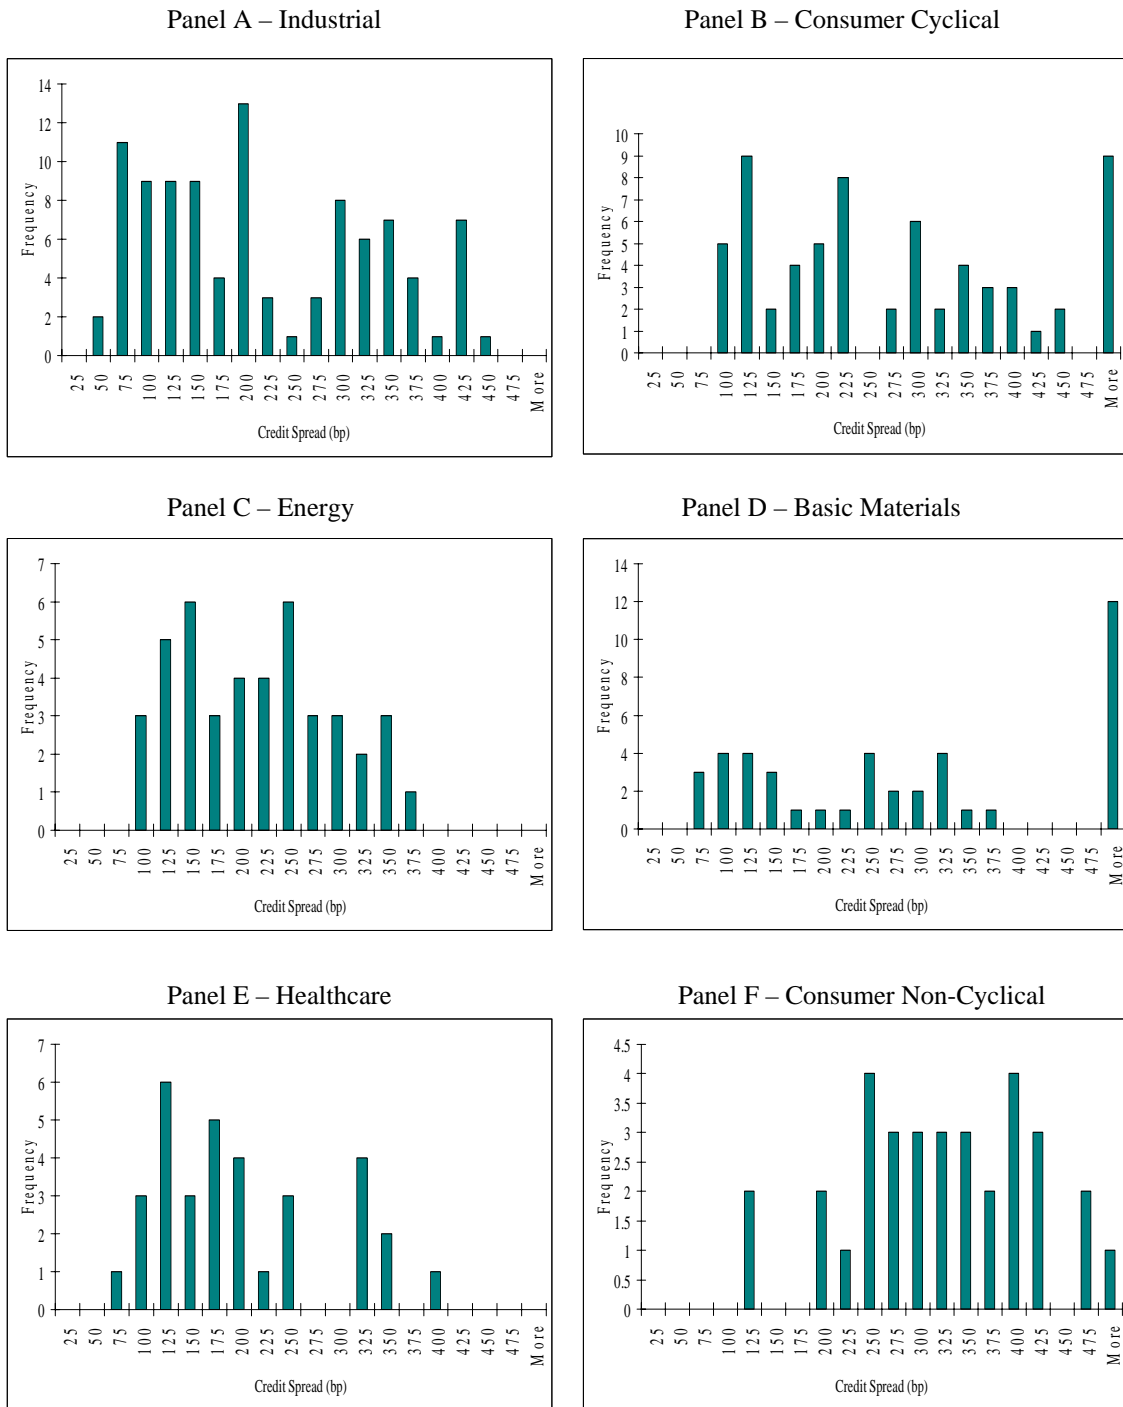 Panel A – Industrial
Panel B – Consumer Cyclical
14
12
10
8
6
4
2
0
Frequency
25 50 75 100 125 150 175 200 225 250 275 300 325 350 375 400 425 450 475 More
Credit Spread (bp)
10
9
8
7
6
5
4
3
2
1
0
Frequency
25 50 75 100 125 150 175 200 225 250 275 300 325 350 375 400 425 450 475 More
Credit Spread (bp)
Panel C – Energy
Panel D – Basic Materials
7
6
5
4
3
2
1
0
Frequency
25 50 75 100 125 150 175 200 225 250 275 300 325 350 375 400 425 450 475 More
Credit Spread (bp)
14
12
10
8
6
4
2
0
Frequency
25 50 75 100 125 150 175 200 225 250 275 300 325 350 375 400 425 450 475 More
Credit Spread (bp)
Panel E – Healthcare
Panel F – Consumer Non-Cyclical
7
6
5
4
3
2
1
0
Frequency
25 50 75 100 125 150 175 200 225 250 275 300 325 350 375 400 425 450 475 More
Credit Spread (bp)
4.5
4
3.5
3
2.5
2
1.5
1
0.5
0
Frequency
25 50 75 100 125 150 175 200 225 250 275 300 325 350 375 400 425 450 475 More
Credit Spread (bp)